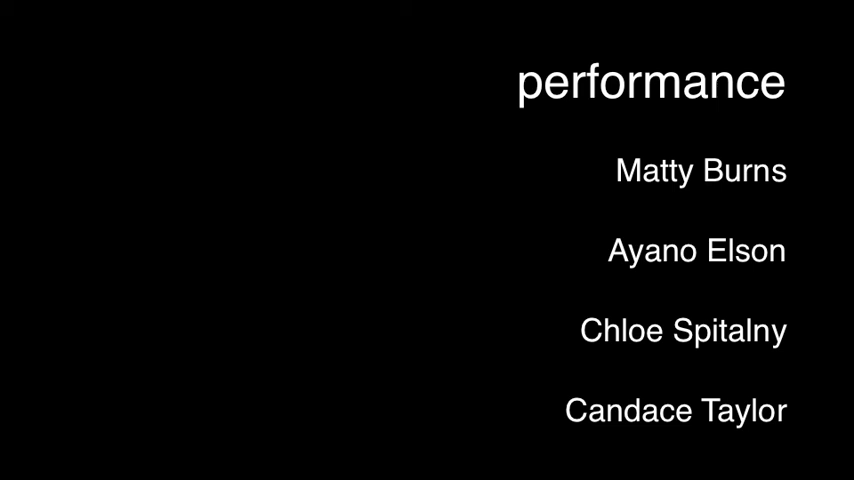 performance
Matty Burns
Ayano Elson
Chloe Spitalny
Candace Taylor